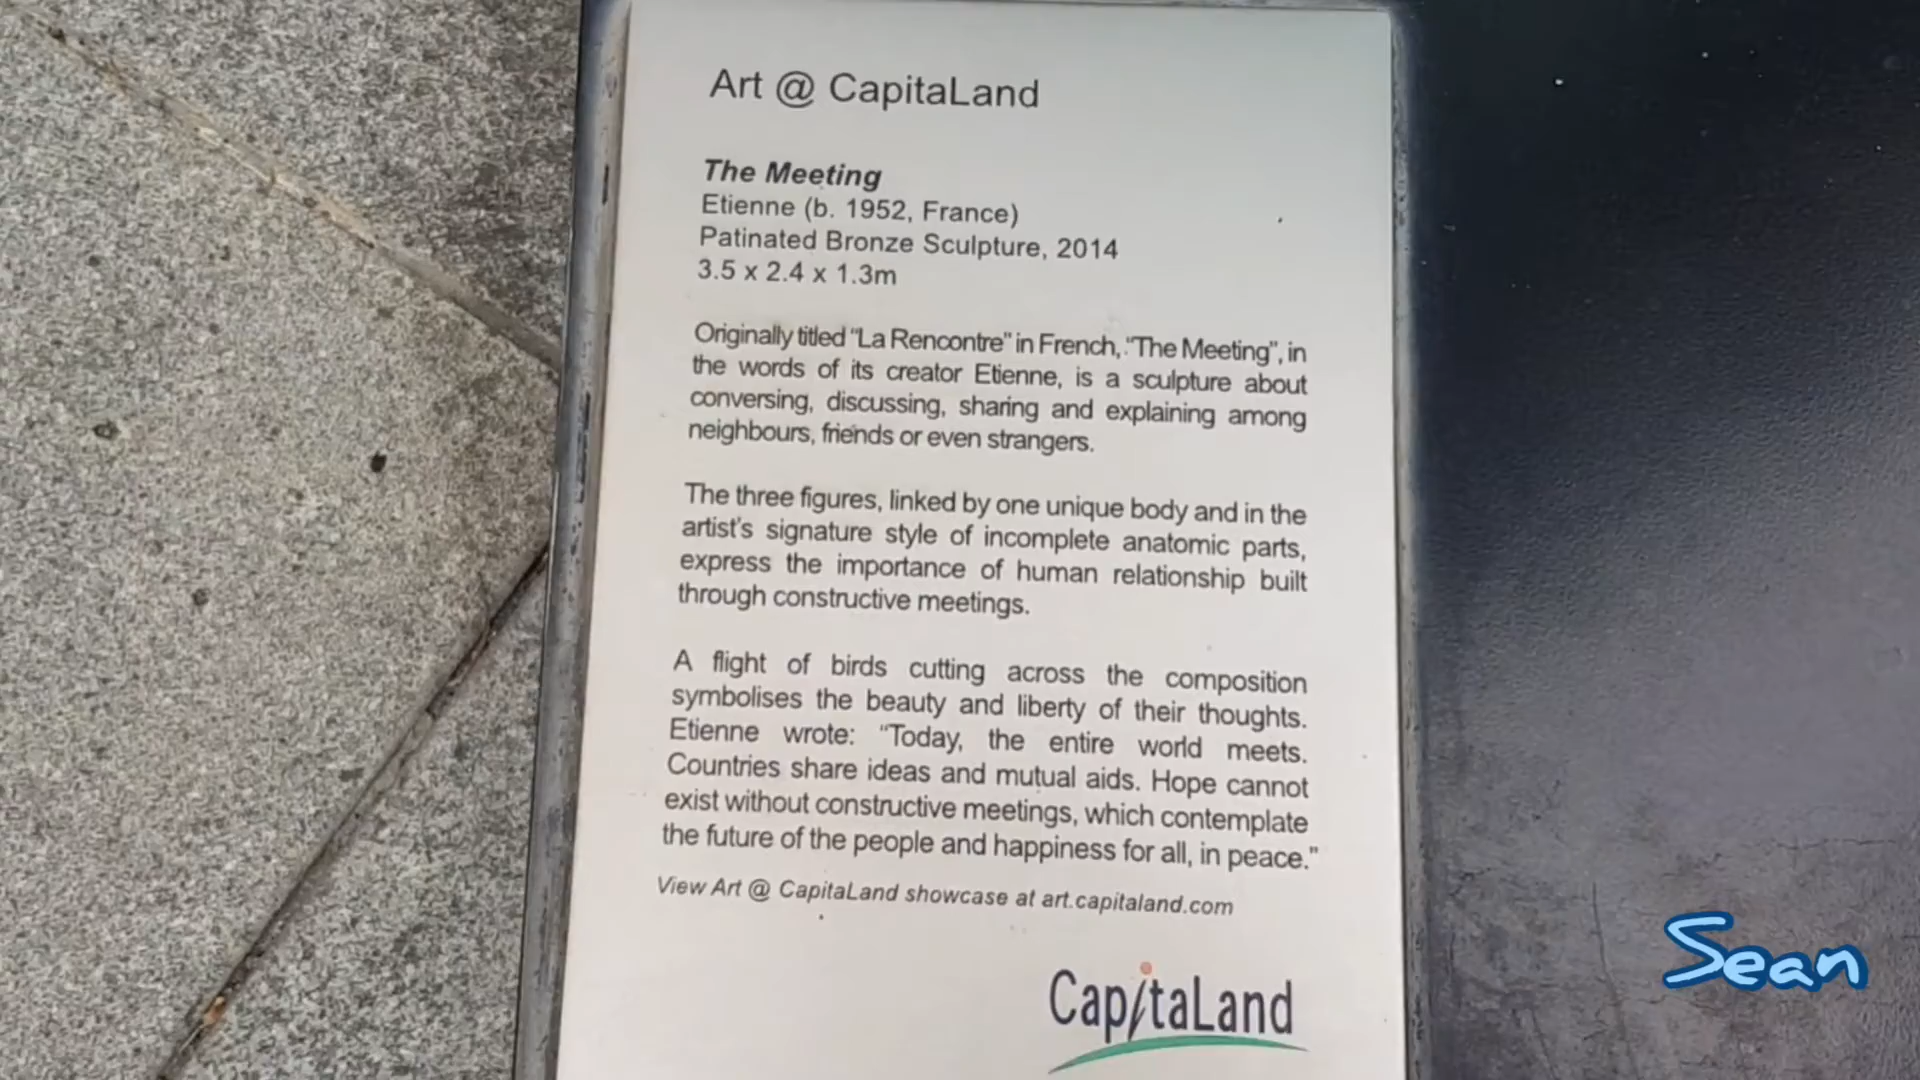 Art @ CapitaLand
The Meeting
Etienne (b. 1952, France)
Patinated Bronze Sculpture, 2014
3.5 x 2.4 x 1.3m
Originally titled “La Rencontre” in French, “The Meeting”, in
the words of its creator Etienne, is a sculpture about
conversing, discussing, sharing and explaining among
neighbours, friends or even strangers.
The three figures, linked by one unique body and in the
artist's signature style of incomplete anatomic parts,
express the importance of human relationship built
through constructive meetings.
A flight of birds cutting across the composition
symbolises the beauty and liberty of their thoughts.
Etienne wrote: “Today, the entire world meets.
Countries share ideas and mutual aids. Hope cannot
exist without constructive meetings, which contemplate
the future of the people and happiness for all, in peace.”
View Art @ CapitaLand showcase at art.capitaland.com
CapitaLand
Sean